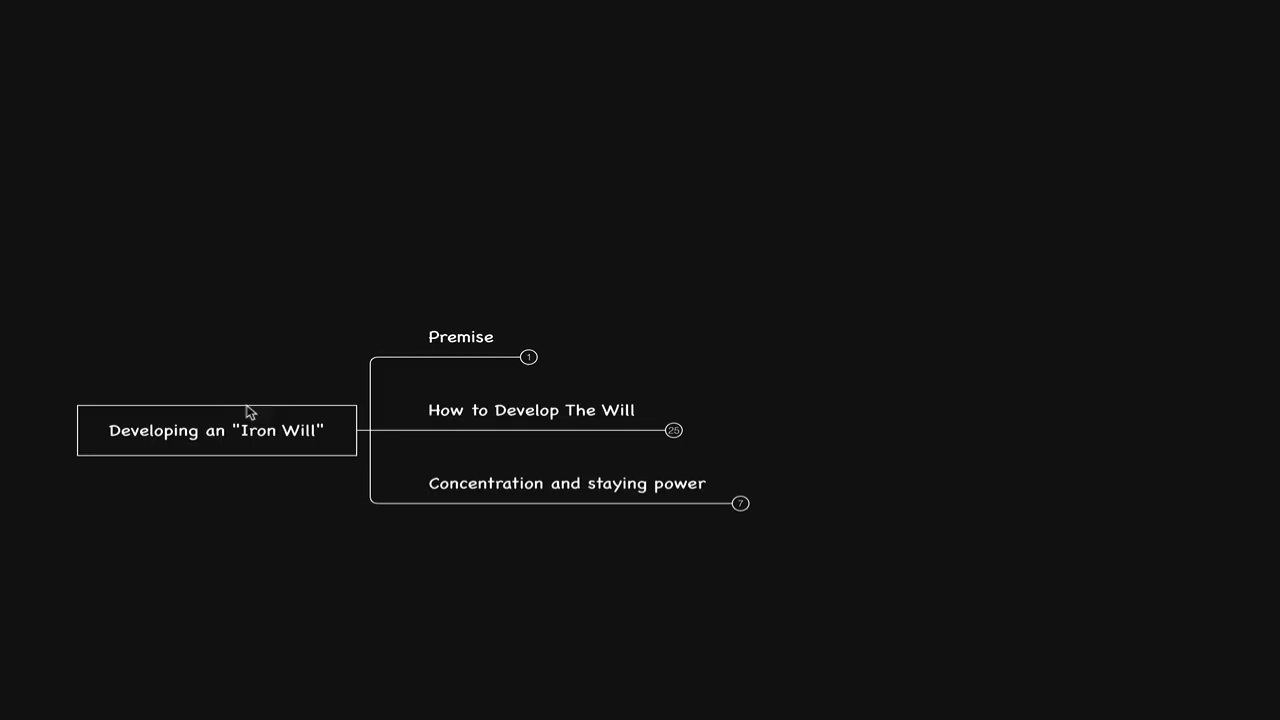 Premise
1
Developing an "Iron Will"
How to Develop The Will
25
Concentration and staying power
7